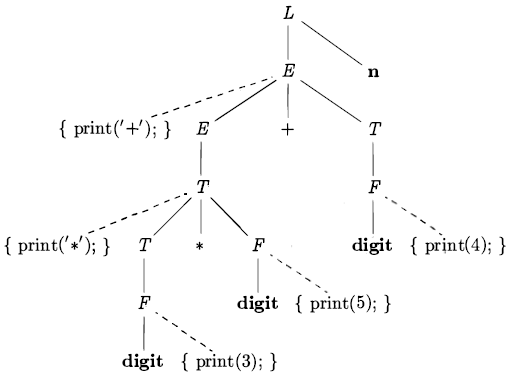 L
E n
{ print('+'); } E + T
T F
{ print('*'); } T * F digit { print(4); }
F digit { print(5); }
digit { print(3); }